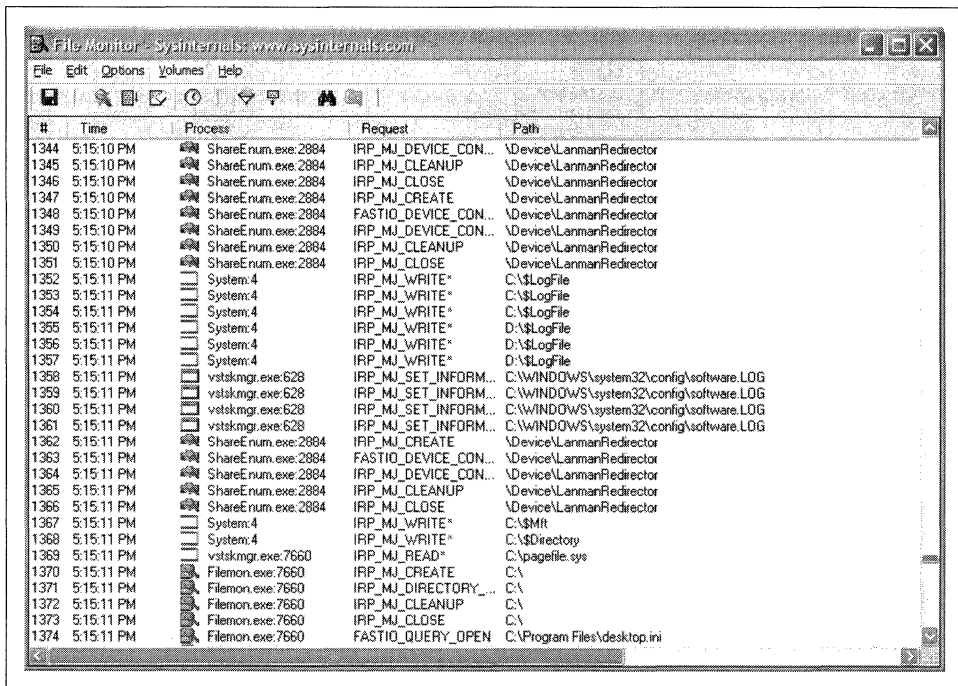 File Monitor - Sysinternals: www.sysinternals.com
File Edit Options Volumes Help
# Time Process Request Path
1344 5:15:10 PM ShareEnum.exe:2884 IRP_MJ_DEVICE_CON... \Device\LanmanRedirector
1345 5:15:10 PM ShareEnum.exe:2884 IRP_MJ_CLEANUP \Device\LanmanRedirector
1346 5:15:10 PM ShareEnum.exe:2884 IRP_MJ_CLOSE \Device\LanmanRedirector
1347 5:15:10 PM ShareEnum.exe:2884 IRP_MJ_CREATE \Device\LanmanRedirector
1348 5:15:10 PM ShareEnum.exe:2884 FASTIO_DEVICE_CON... \Device\LanmanRedirector
1349 5:15:10 PM ShareEnum.exe:2884 IRP_MJ_DEVICE_CON... \Device\LanmanRedirector
1350 5:15:10 PM ShareEnum.exe:2884 IRP_MJ_CLEANUP \Device\LanmanRedirector
1351 5:15:10 PM ShareEnum.exe:2884 IRP_MJ_CLOSE \Device\LanmanRedirector
1352 5:15:11 PM System:4 IRP_MJ_WRITE* C:\$LogFile
1353 5:15:11 PM System:4 IRP_MJ_WRITE* C:\$LogFile
1354 5:15:11 PM System:4 IRP_MJ_WRITE* C:\$LogFile
1355 5:15:11 PM System:4 IRP_MJ_WRITE* D:\$LogFile
1356 5:15:11 PM System:4 IRP_MJ_WRITE* D:\$LogFile
1357 5:15:11 PM System:4 IRP_MJ_WRITE* D:\$LogFile
1358 5:15:11 PM vstskmgr.exe:628 IRP_MJ_SET_INFORM... C:\WINDOWS\system32\config\software.LOG
1359 5:15:11 PM vstskmgr.exe:628 IRP_MJ_SET_INFORM... C:\WINDOWS\system32\config\software.LOG
1360 5:15:11 PM vstskmgr.exe:628 IRP_MJ_SET_INFORM... C:\WINDOWS\system32\config\software.LOG
1361 5:15:11 PM vstskmgr.exe:628 IRP_MJ_SET_INFORM... C:\WINDOWS\system32\config\software.LOG
1362 5:15:11 PM ShareEnum.exe:2884 IRP_MJ_CREATE \Device\LanmanRedirector
1363 5:15:11 PM ShareEnum.exe:2884 FASTIO_DEVICE_CON... \Device\LanmanRedirector
1364 5:15:11 PM ShareEnum.exe:2884 IRP_MJ_DEVICE_CON... \Device\LanmanRedirector
1365 5:15:11 PM ShareEnum.exe:2884 IRP_MJ_CLEANUP \Device\LanmanRedirector
1366 5:15:11 PM ShareEnum.exe:2884 IRP_MJ_CLOSE \Device\LanmanRedirector
1367 5:15:11 PM System:4 IRP_MJ_WRITE* C:\$Mft
1368 5:15:11 PM System:4 IRP_MJ_WRITE* C:\$Directory
1369 5:15:11 PM vstskmgr.exe:7660 IRP_MJ_READ* C:\pagefile.sys
1370 5:15:11 PM Filemon.exe:7660 IRP_MJ_CREATE C:\
1371 5:15:11 PM Filemon.exe:7660 IRP_MJ_DIRECTORY_... C:\
1372 5:15:11 PM Filemon.exe:7660 IRP_MJ_CLEANUP C:\
1373 5:15:11 PM Filemon.exe:7660 IRP_MJ_CLOSE C:\
1374 5:15:11 PM Filemon.exe:7660 FASTIO_QUERY_OPEN C:\Program Files\desktop.ini